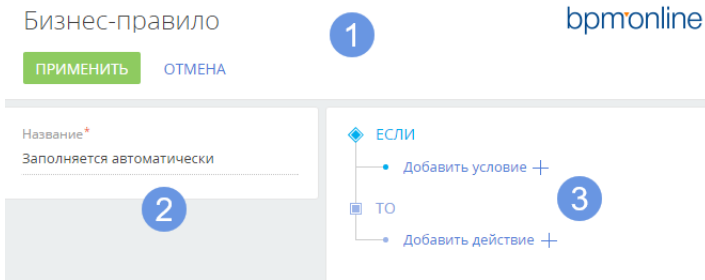 Бизнес-правило
1
bpm'online
ПРИМЕНИТЬ ОТМЕНА
Название*
Заполняется автоматически
2
ЕСЛИ
Добавить условие +
3
ТО
Добавить действие +